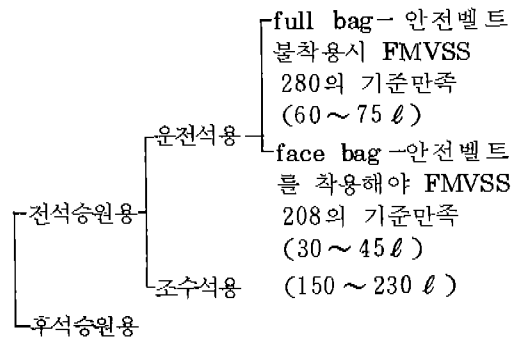 full bag－안전벨트
불착용시 FMVSS
280의 기준만족
(60～75ℓ)
운전석용
face bag－안전벨트
를 착용해야 FMVSS
전석승원용
208의 기준만족
(30～45ℓ)
조수석용 (150～230ℓ)
후석승원용